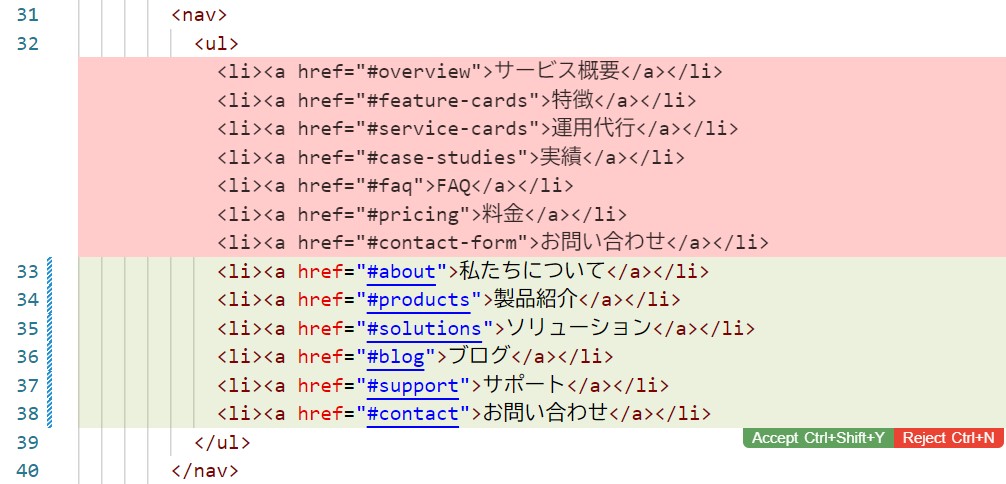 31 <nav>
32 <ul>
<li><a href="#overview">サービス概要</a></li>
<li><a href="#feature-cards">特徴</a></li>
<li><a href="#service-cards">運用代行</a></li>
<li><a href="#case-studies">実績</a></li>
<li><a href="#faq">FAQ</a></li>
<li><a href="#pricing">料金</a></li>
<li><a href="#contact-form">お問い合わせ</a></li>
33 <li><a href="#about">私たちについて</a></li>
34 <li><a href="#products">製品紹介</a></li>
35 <li><a href="#solutions">ソリューション</a></li>
36 <li><a href="#blog">ブログ</a></li>
37 <li><a href="#support">サポート</a></li>
38 <li><a href="#contact">お問い合わせ</a></li>
39 </ul>
Accept Ctrl+Shift+Y Reject Ctrl+N
40 </nav>